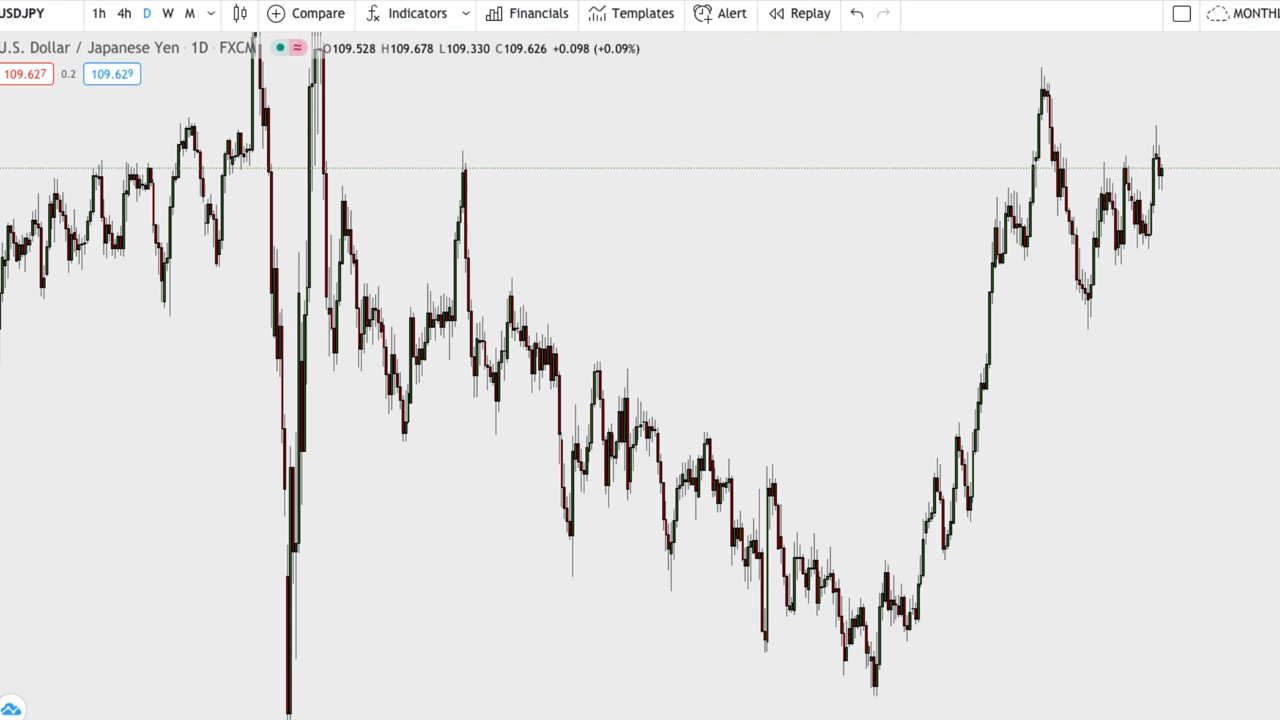 USDJPY 1h 4h D W M Compare Indicators Financials Templates Alert Replay MONTHL
U.S. Dollar / Japanese Yen · 1D · FXCM O109.528 H109.678 L109.330 C109.626 +0.098 (+0.09%)
109.627 0.2 109.629